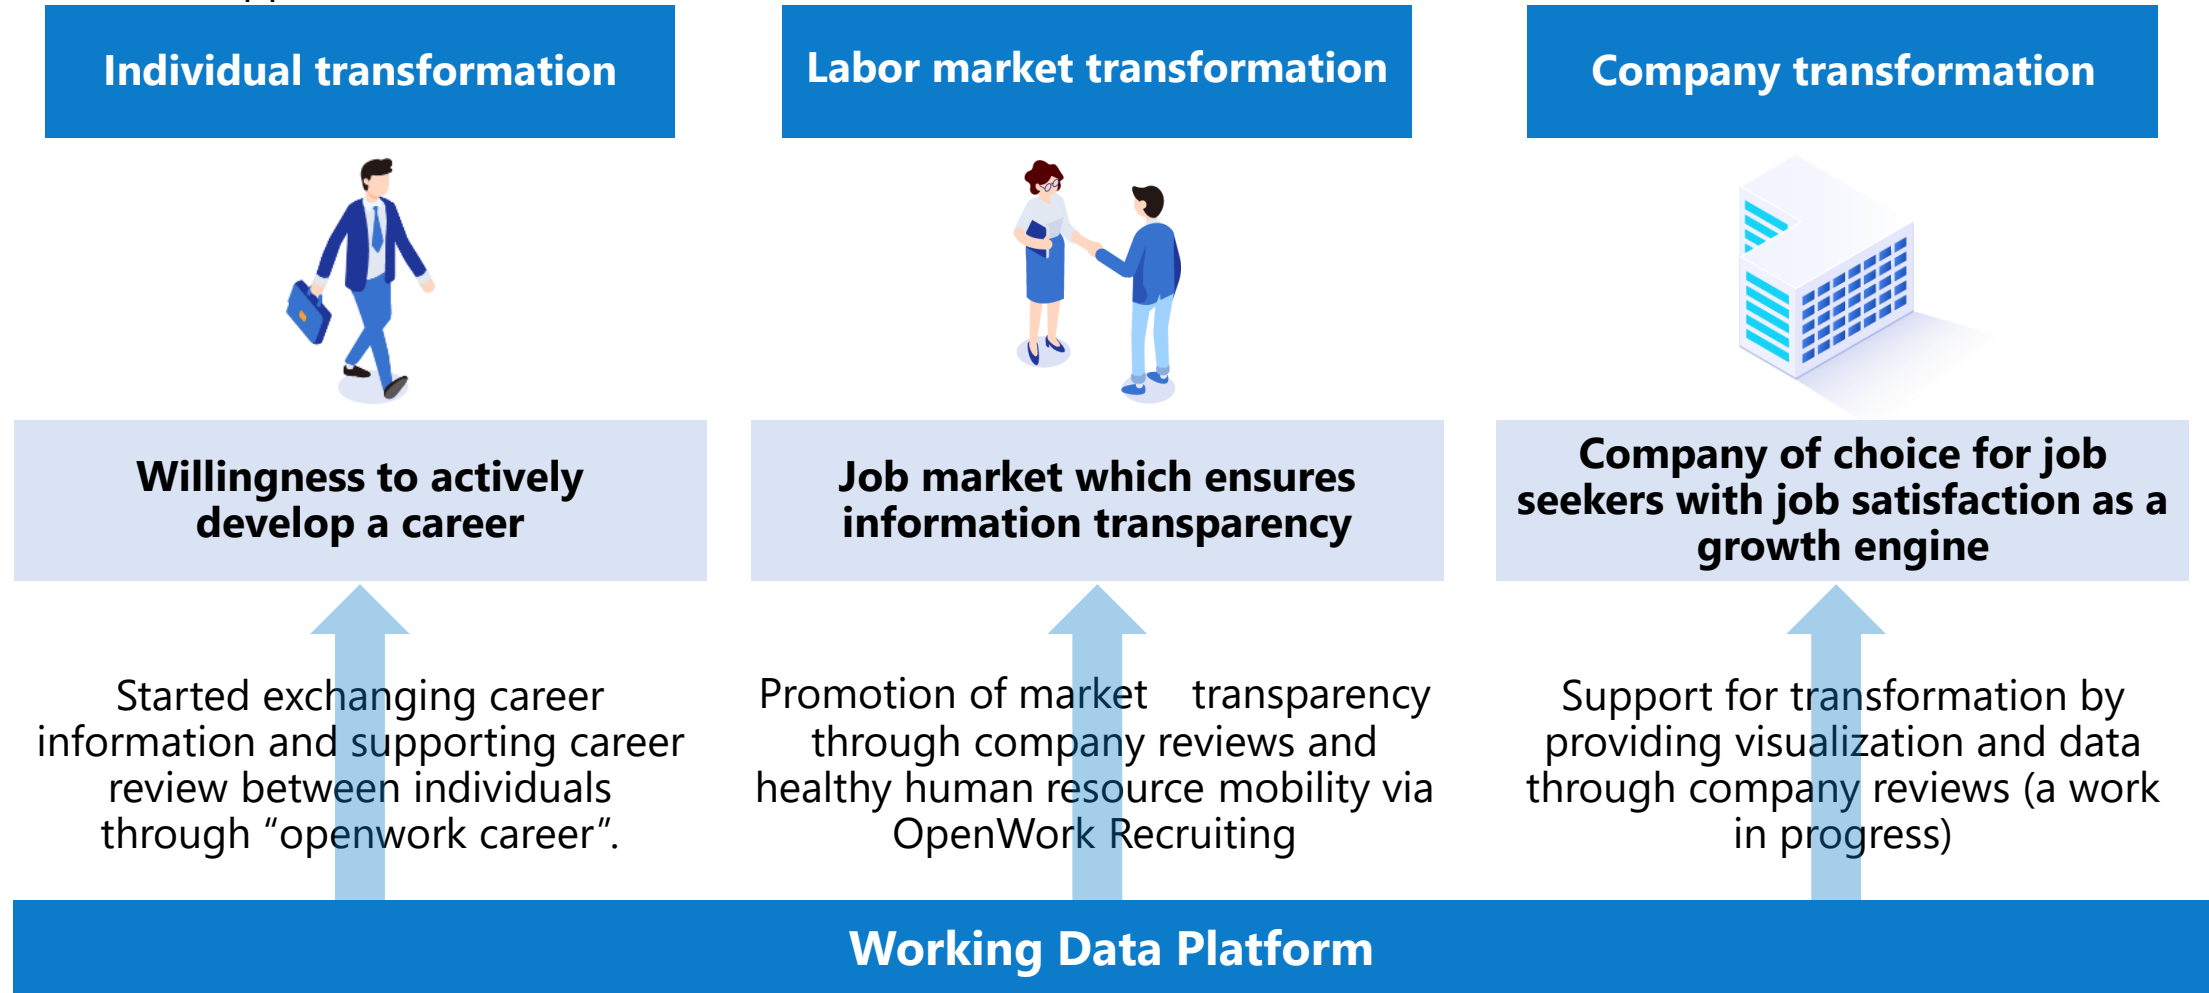 Individual transformation
Labor market transformation
Company transformation
Willingness to actively
develop a career
Job market which ensures
information transparency
Company of choice for job
seekers with job satisfaction as a
growth engine
Started exchanging career
information and supporting career
review between individuals
through “openwork career”.
Promotion of market　transparency
through company reviews and
healthy human resource mobility via
OpenWork Recruiting
Support for transformation by
providing visualization and data
through company reviews (a work
in progress)
Working Data Platform